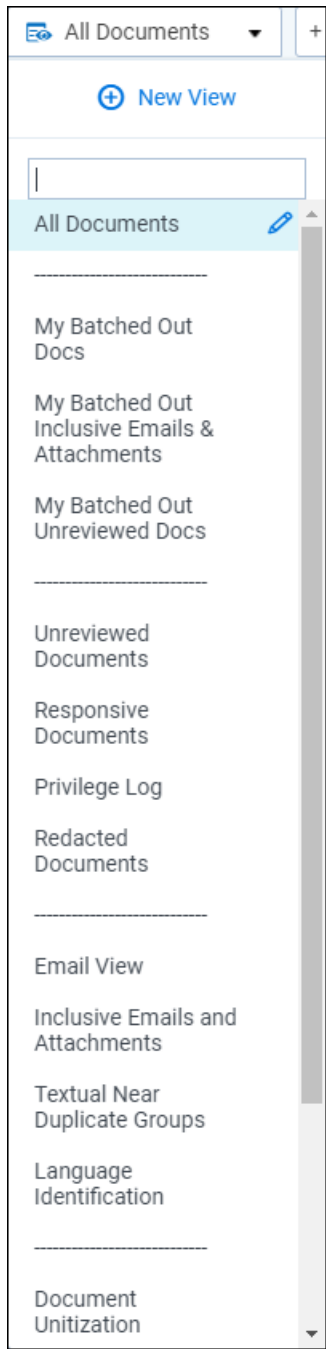 All Documents
+
New View
All Documents
---------------------------
My Batched Out
Docs
My Batched Out
Inclusive Emails &
Attachments
My Batched Out
Unreviewed Docs
---------------------------
Unreviewed
Documents
Responsive
Documents
Privilege Log
Redacted
Documents
---------------------------
Email View
Inclusive Emails and
Attachments
Textual Near
Duplicate Groups
Language
Identification
---------------------------
Document
Unitization